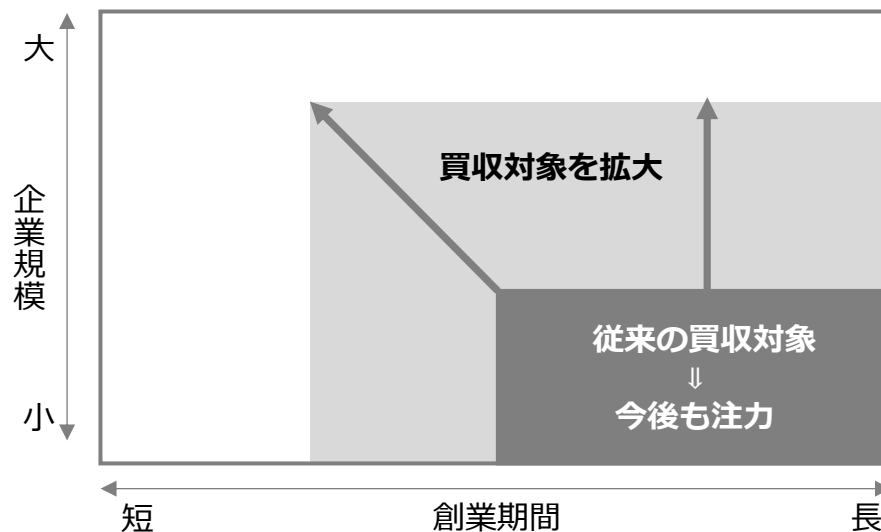 大
企業規模
小
買収対象を拡大
従来の買収対象
⇓
今後も注力
短
創業期間
長